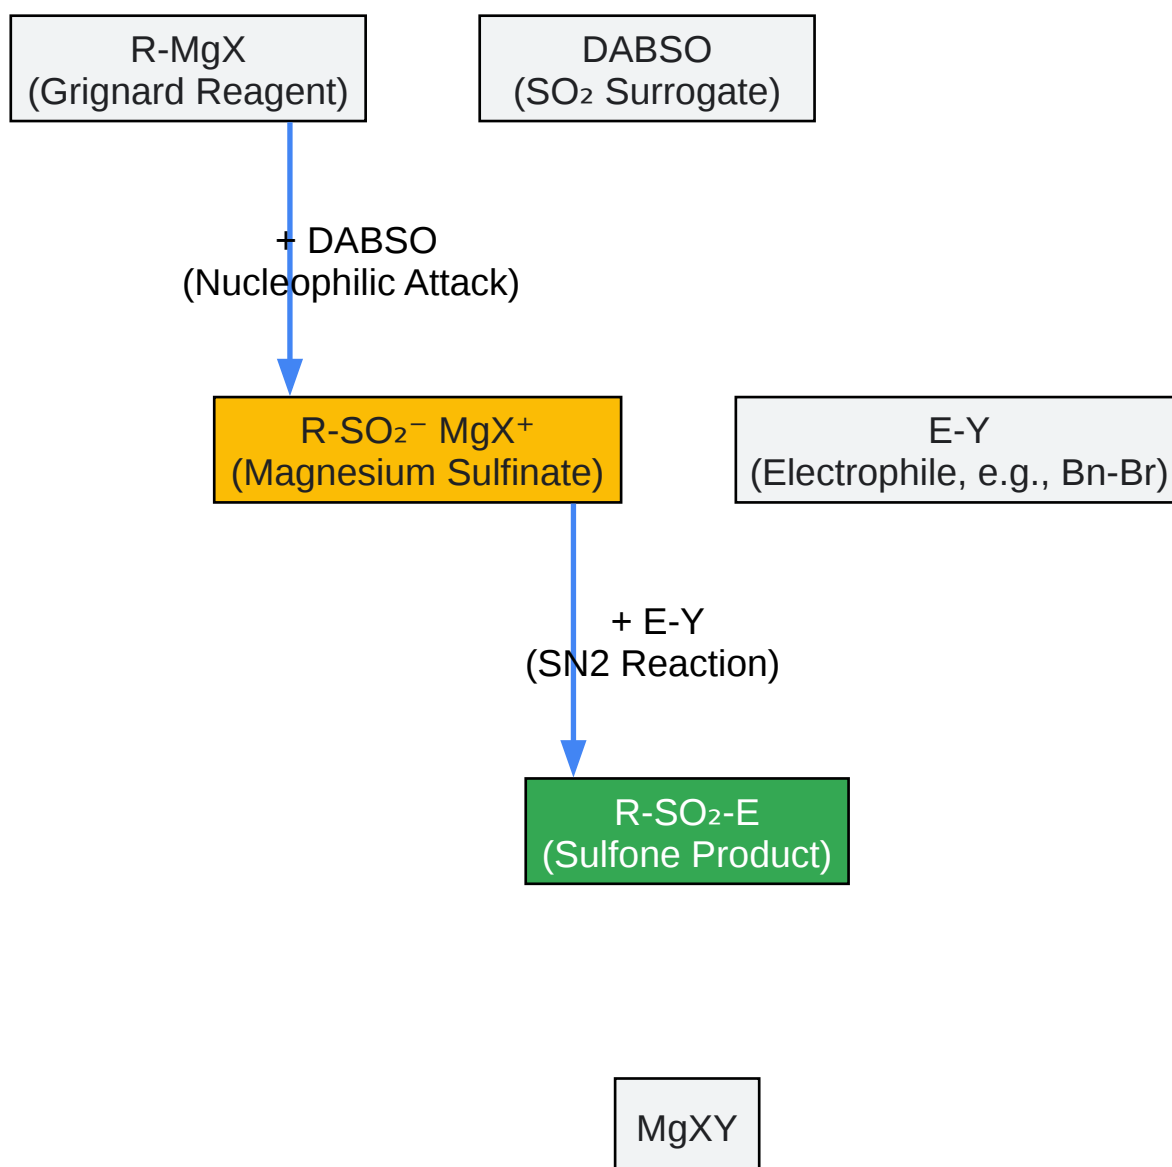 R-MgX
(Grignard Reagent)
DABSO
(SO₂ Surrogate)
+ DABSO
(Nucleophilic Attack)
R-SO₂⁻ MgX⁺
(Magnesium Sulfinate)
E-Y
(Electrophile, e.g., Bn-Br)
+ E-Y
(SN2 Reaction)
R-SO₂-E
(Sulfone Product)
MgXY